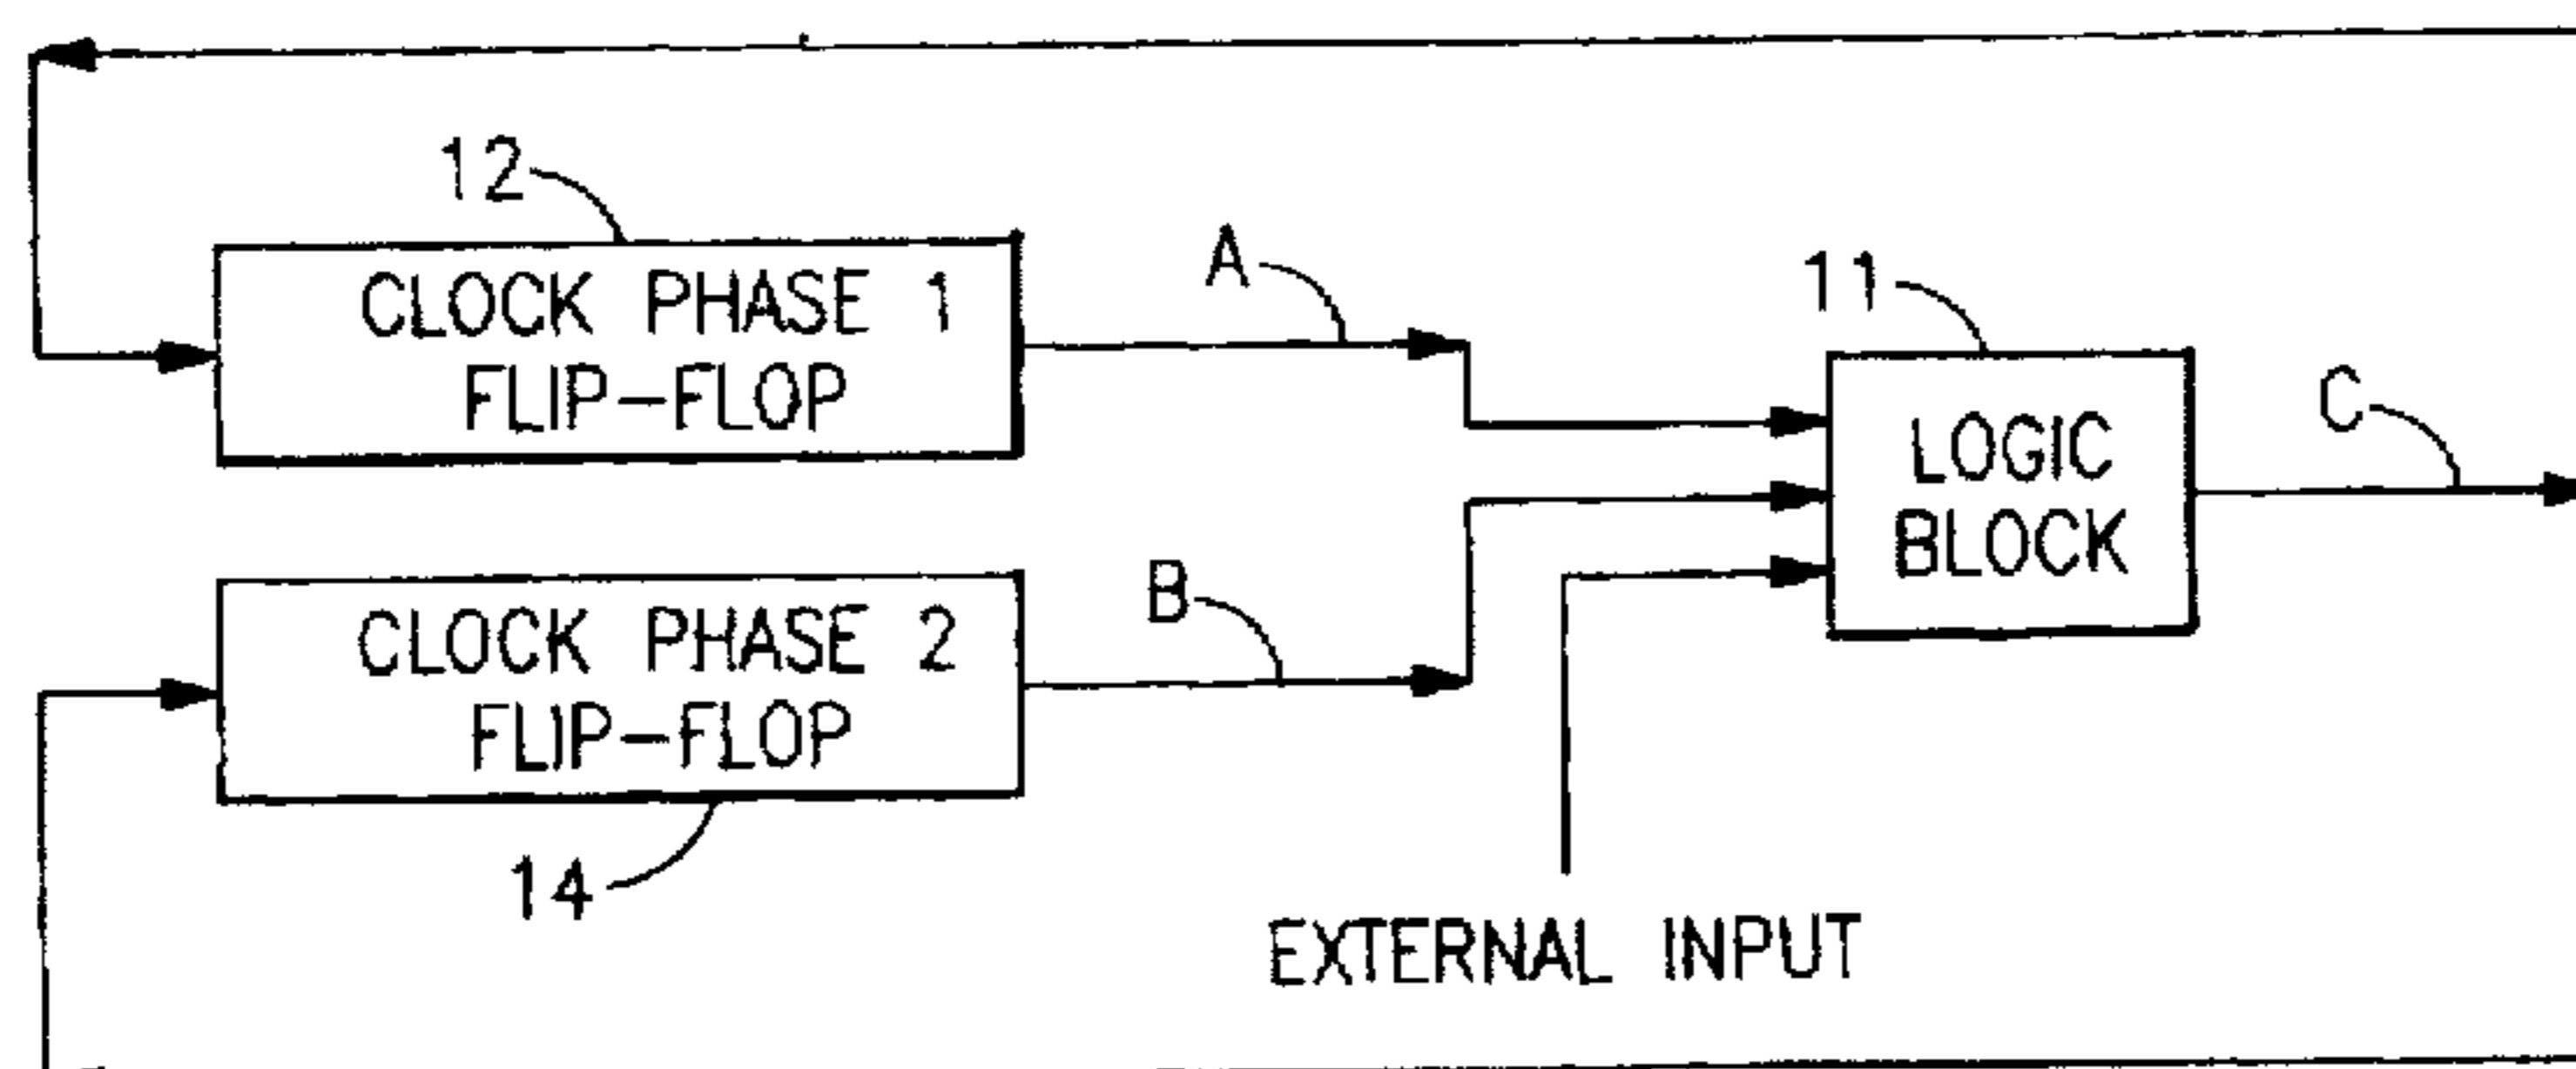 12
CLOCK PHASE 1
FLIP-FLOP
A
11
LOGIC
BLOCK
C
CLOCK PHASE 2
FLIP-FLOP
B
14
EXTERNAL INPUT